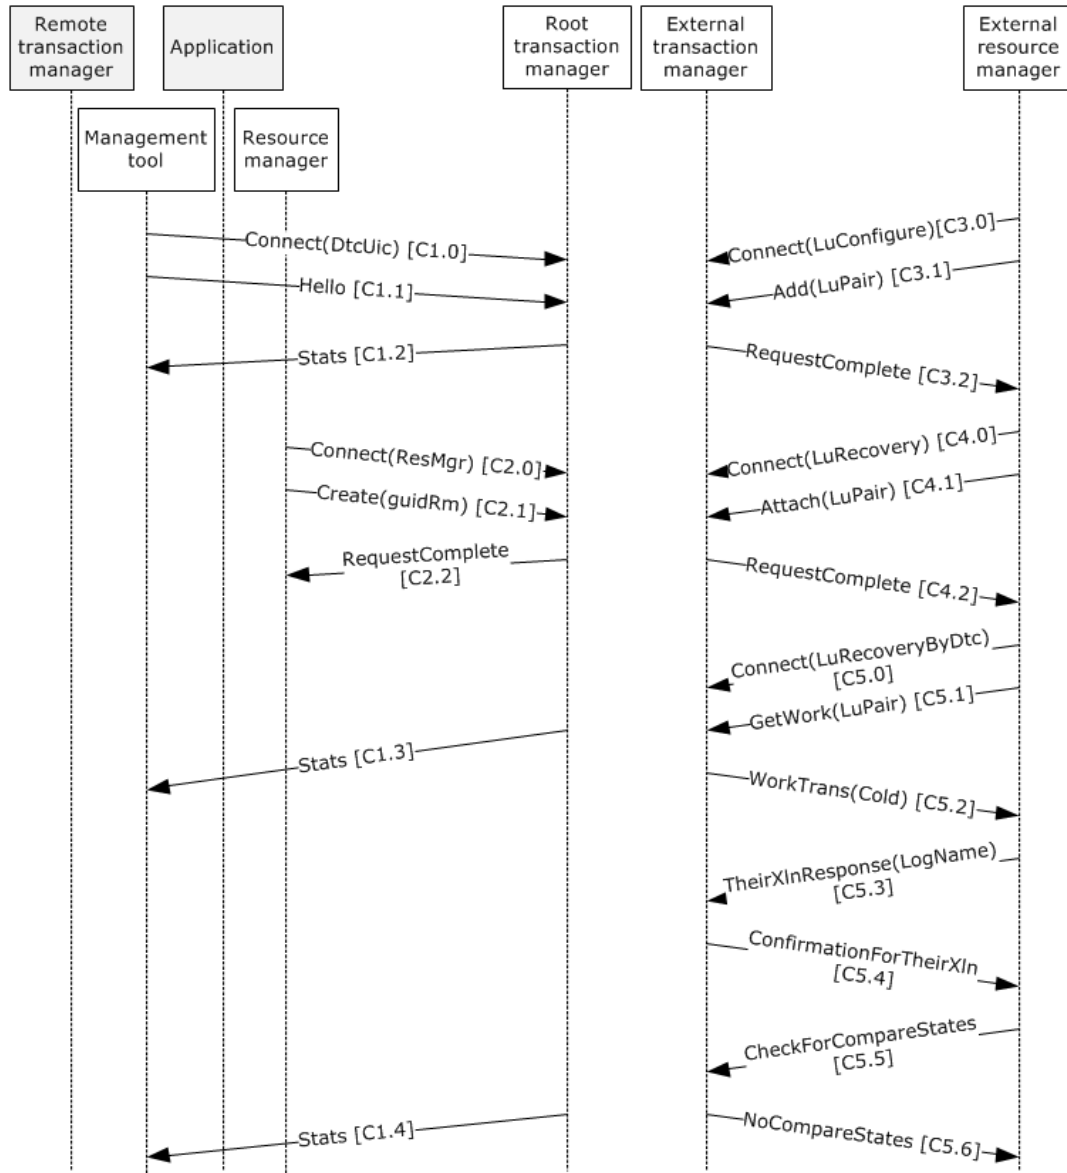 Remote
transaction
manager
Application
Root
transaction
manager
External
transaction
manager
External
resource
manager
Management
tool
Resource
manager
Connect(DtcUic) [C1.0]
Connect(LuConfigure)[C3.0]
Hello [C1.1]
Add(LuPair) [C3.1]
Stats [C1.2]
RequestComplete [C3.2]
Connect(ResMgr) [C2.0]
Connect(LuRecovery) [C4.0]
Create(guidRm) [C2.1]
Attach(LuPair) [C4.1]
RequestComplete
[C2.2]
RequestComplete [C4.2]
Connect(LuRecoveryByDtc)
[C5.0]
GetWork(LuPair) [C5.1]
Stats [C1.3]
WorkTrans(Cold) [C5.2]
TheirXlnResponse(LogName)
[C5.3]
ConfirmationForTheirXln
[C5.4]
CheckForCompareStates
[C5.5]
Stats [C1.4]
NoCompareStates [C5.6]